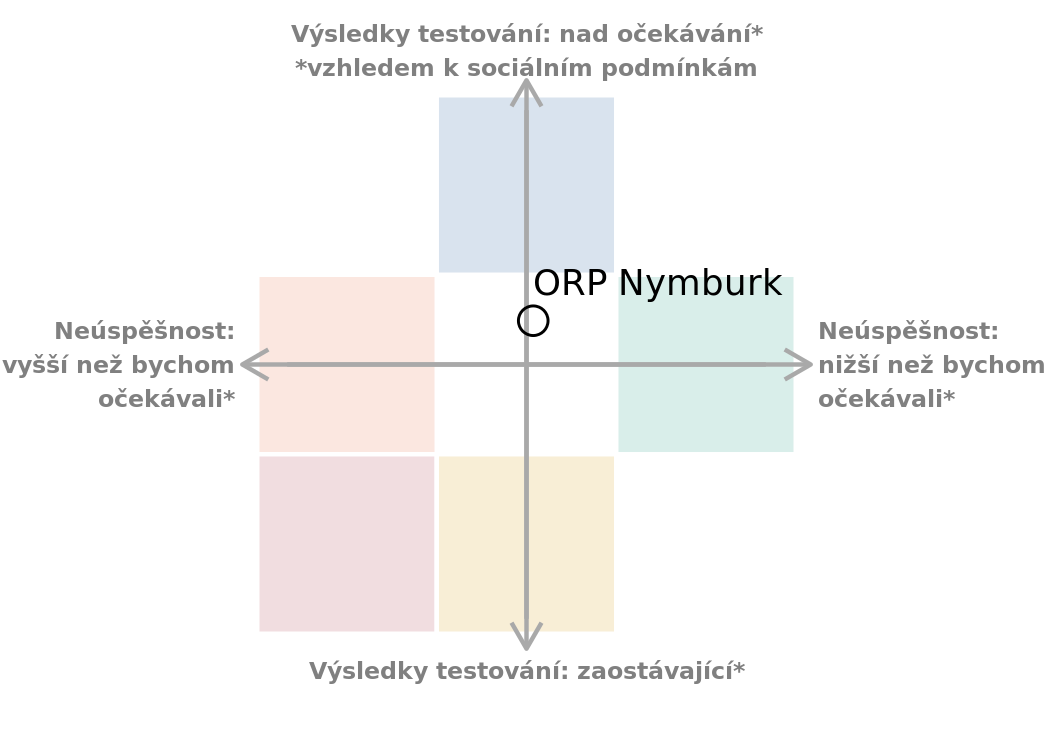 Výsledky testování: nad očekávání*
*vzhledem k sociálním podmínkám
ORP Nymburk
Neúspěšnost:
vyšší než bychom
očekávali*
Neúspěšnost:
nižší než bychom
očekávali*
Výsledky testování: zaostávající*